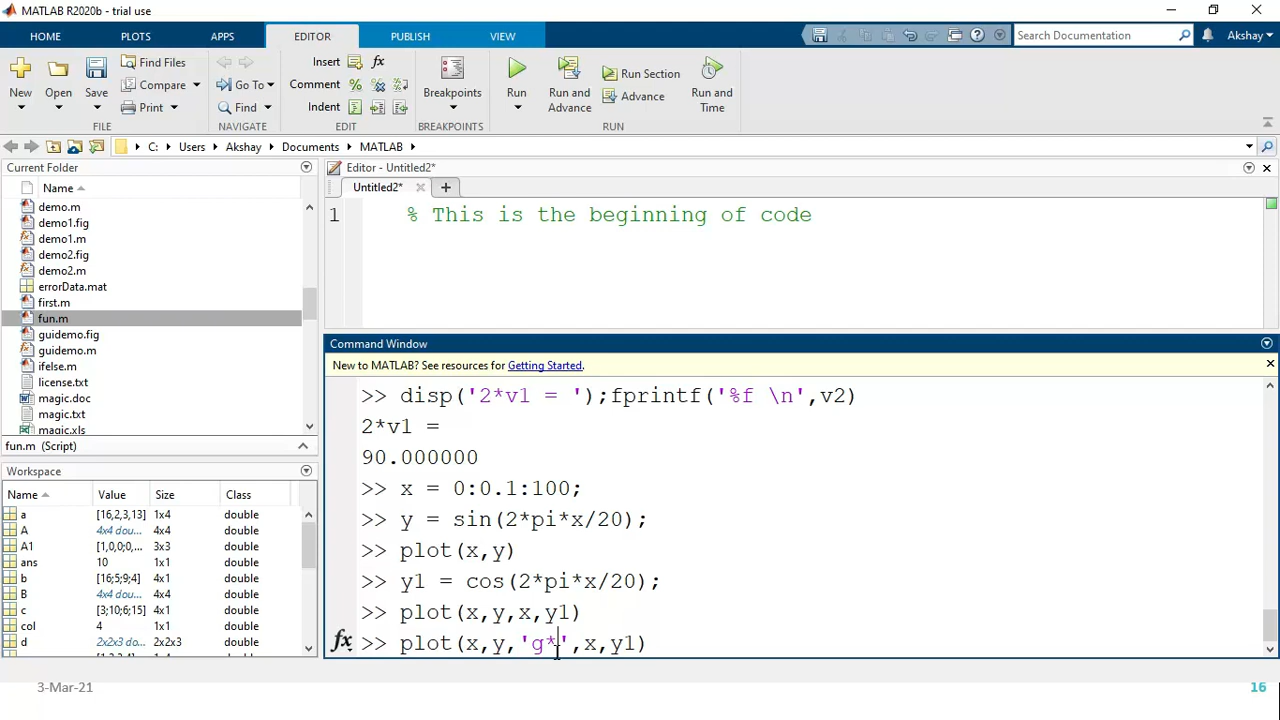 MATLAB R2020b - trial use
HOME PLOTS APPS EDITOR PUBLISH VIEW Search Documentation Akshay
New Open Save Find Files Compare Print FILE
Go To Find NAVIGATE
Insert fx Comment Indent EDIT
Breakpoints BREAKPOINTS
Run Run and Advance Run Section Advance Run and Time RUN
C: Users Akshay Documents MATLAB
Current Folder
Name
demo.m
demo1.fig
demo1.m
demo2.fig
demo2.m
errorData.mat
first.m
fun.m
guidemo.fig
guidemo.m
ifelse.m
license.txt
magic.doc
magic.txt
magic.xls
fun.m (Script)
Workspace
Name Value Size Class
a [16,2,3,13] 1x4 double
A 4x4 dou... 4x4 double
A1 [1,0,0;0,... 3x3 double
ans 10 1x1 double
b [16;5;9;4] 4x1 double
B 4x4 dou... 4x4 double
c [3;10;6;15] 4x1 double
col 4 1x1 double
d 2x2x3 dou... 2x2x3 double
Editor - Untitled2*
Untitled2*
1 % This is the beginning of code
Command Window
New to MATLAB? See resources for Getting Started.
>> disp('2*v1 = ');fprintf('%f \n',v2)
2*v1 =
90.000000
>> x = 0:0.1:100;
>> y = sin(2*pi*x/20);
>> plot(x,y)
>> y1 = cos(2*pi*x/20);
>> plot(x,y,x,y1)
fx >> plot(x,y,'g*',x,y1)
3-Mar-21
16